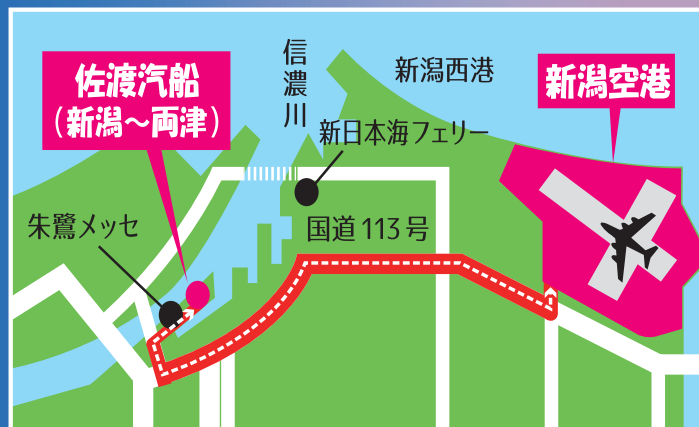 佐渡汽船
(新潟〜両津)
信濃川
新潟西港
新潟空港
新日本海フェリー
朱鷺メッセ
国道113号